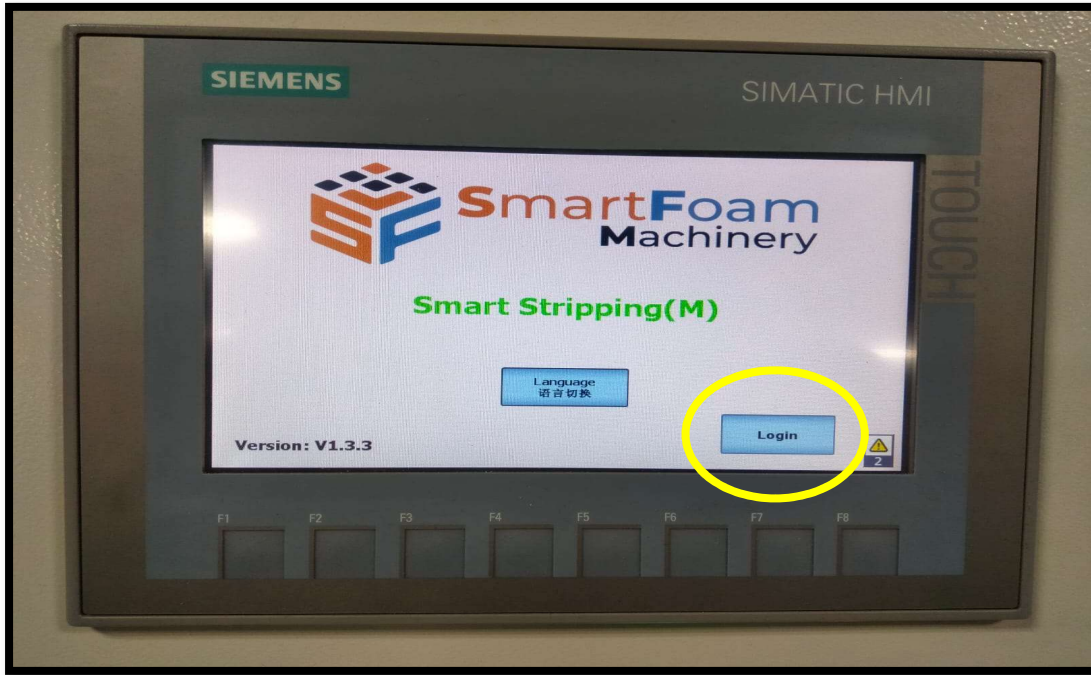 SIEMENS
SIMATIC HMI
TOUCH
SF SmartFoam
Machinery
Smart Stripping(M)
Language
语言切换
Login
Version: V1.3.3
2
F1 F2 F3 F4 F5 F6 F7 F8